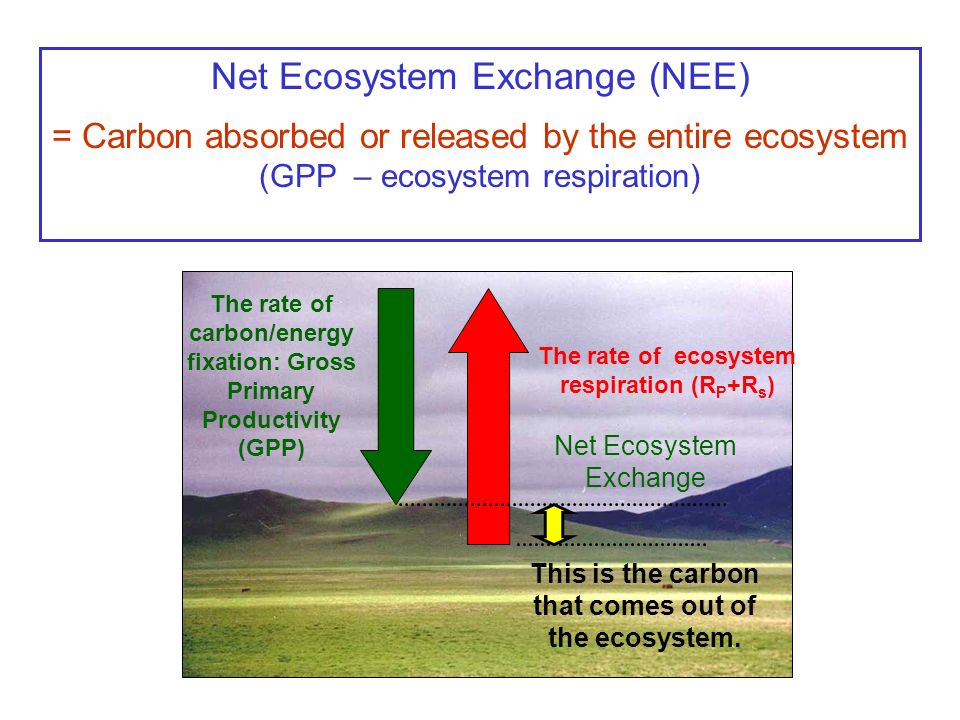 Net Ecosystem Exchange (NEE)
= Carbon absorbed or released by the entire ecosystem
(GPP – ecosystem respiration)
The rate of
carbon/energy
fixation: Gross
Primary
Productivity
(GPP)
The rate of ecosystem
respiration (RP+Rs)
Net Ecosystem
Exchange
This is the carbon
that comes out of
the ecosystem.